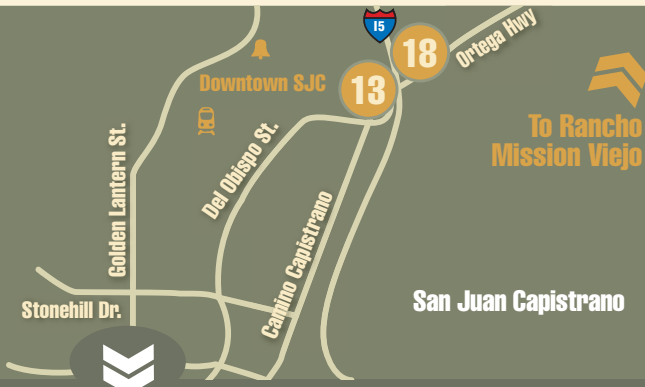 I5
18
Ortega Hwy
Downtown SJC
13
To Rancho
Mission Viejo
Golden Lantern St.
Del Obispo St.
Camino Capistrano
San Juan Capistrano
Stonehill Dr.